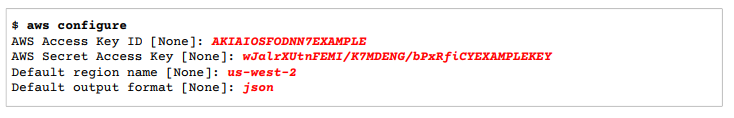 $ aws configure
AWS Access Key ID [None]: AKIAIOSFODNN7EXAMPLE
AWS Secret Access Key [None]: wJalrXUtnFEMI/K7MDENG/bPxRfiCYEXAMPLEKEY
Default region name [None]: us-west-2
Default output format [None]: json